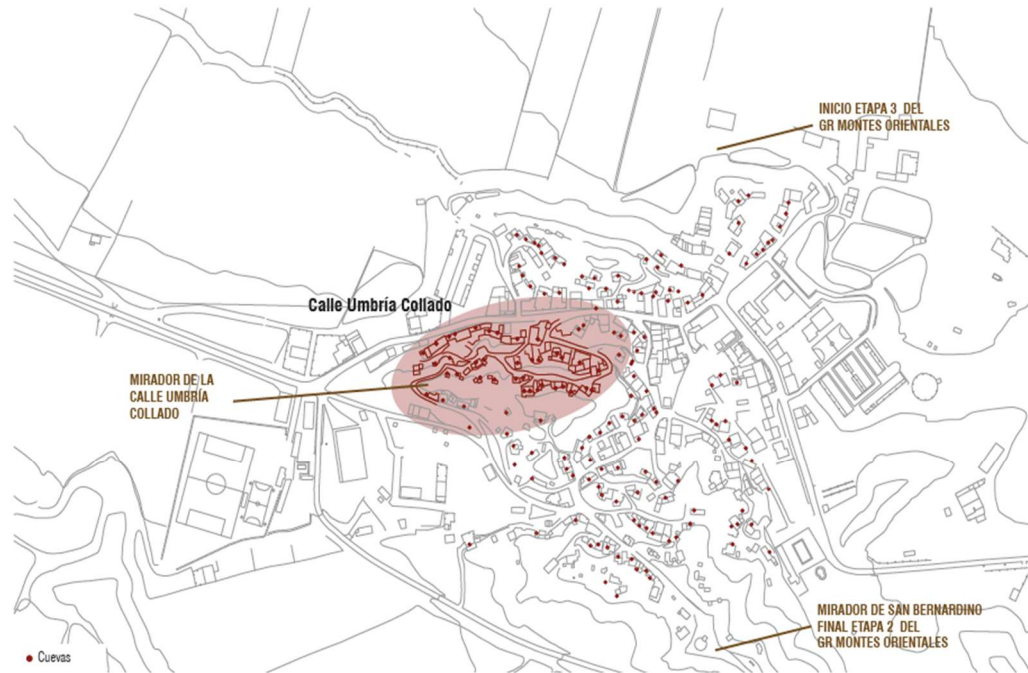 INICIO ETAPA 3 DEL
GR MONTES ORIENTALES
Calle Umbría Collado
MIRADOR DE LA
CALLE UMBRÍA
COLLADO
MIRADOR DE SAN BERNARDINO
FINAL ETAPA 2 DEL
GR MONTES ORIENTALES
Cuevas